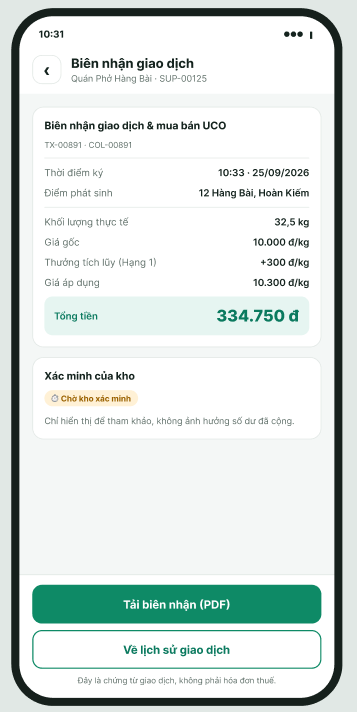 10:31
Biên nhận giao dịch
Quán Phở Hàng Bài · SUP-00125
Biên nhận giao dịch & mua bán UCO
TX-00891 · COL-00891
Thời điểm ký 10:33 · 25/09/2026
Điểm phát sinh 12 Hàng Bài, Hoàn Kiếm
Khối lượng thực tế 32,5 kg
Giá gốc 10.000 đ/kg
Thưởng tích lũy (Hạng 1) +300 đ/kg
Giá áp dụng 10.300 đ/kg
Tổng tiền 334.750 đ
Xác minh của kho
Chờ kho xác minh
Chỉ hiển thị để tham khảo, không ảnh hưởng số dư đã cộng.
Tải biên nhận (PDF)
Về lịch sử giao dịch
Đây là chứng từ giao dịch, không phải hóa đơn thuế.